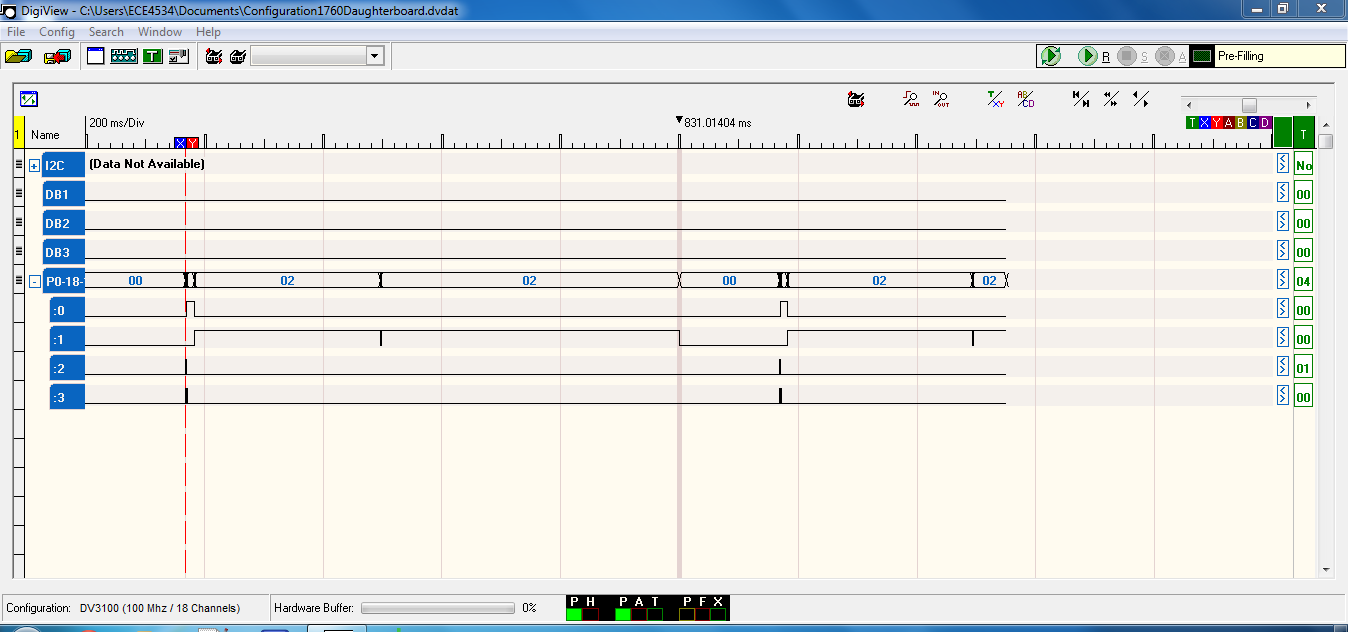 DigiView - C:\Users\ECE4534\Documents\Configuration1760Daughterboard.dvdat
File Config Search Window Help
R S A Pre-Filling
T/XY AB/CD
IN OUT
1 Name 200 ms/Div 831.01404 ms T X Y A B C D T
X Y
+ I2C (Data Not Available) No
DB1 00
DB2 00
DB3 00
- P0-18- 00 02 02 00 02 02 04
:0 00
:1 00
:2 01
:3 00
Configuration: DV3100 (100 Mhz / 18 Channels) Hardware Buffer: 0% P H P A T P F X